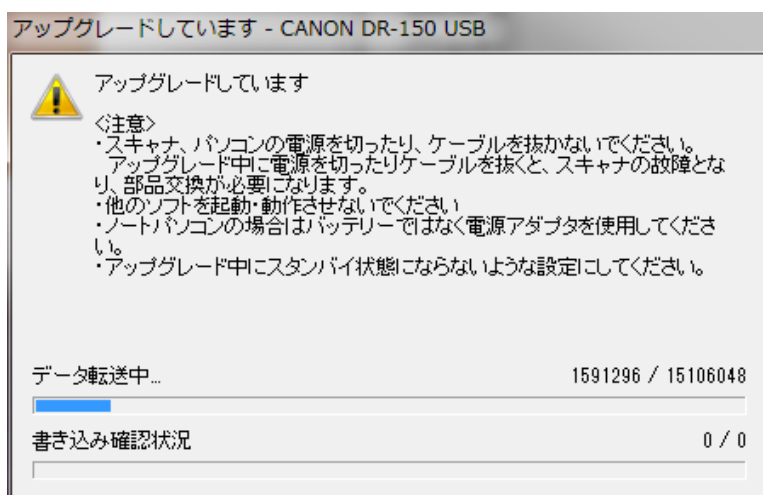 アップグレードしています - CANON DR-150 USB
アップグレードしています
<注意>
・スキャナ、パソコンの電源を切ったり、ケーブルを抜かないでください。
アップグレード中に電源を切ったりケーブルを抜くと、スキャナの故障とな
り、部品交換が必要になります。
・他のソフトを起動・動作させないでください
・ノートパソコンの場合はバッテリーではなく電源アダプタを使用してくださ
い。
・アップグレード中にスタンバイ状態にならないような設定にしてください。
データ転送中... 1591296 / 15106048
書き込み確認状況 0 / 0